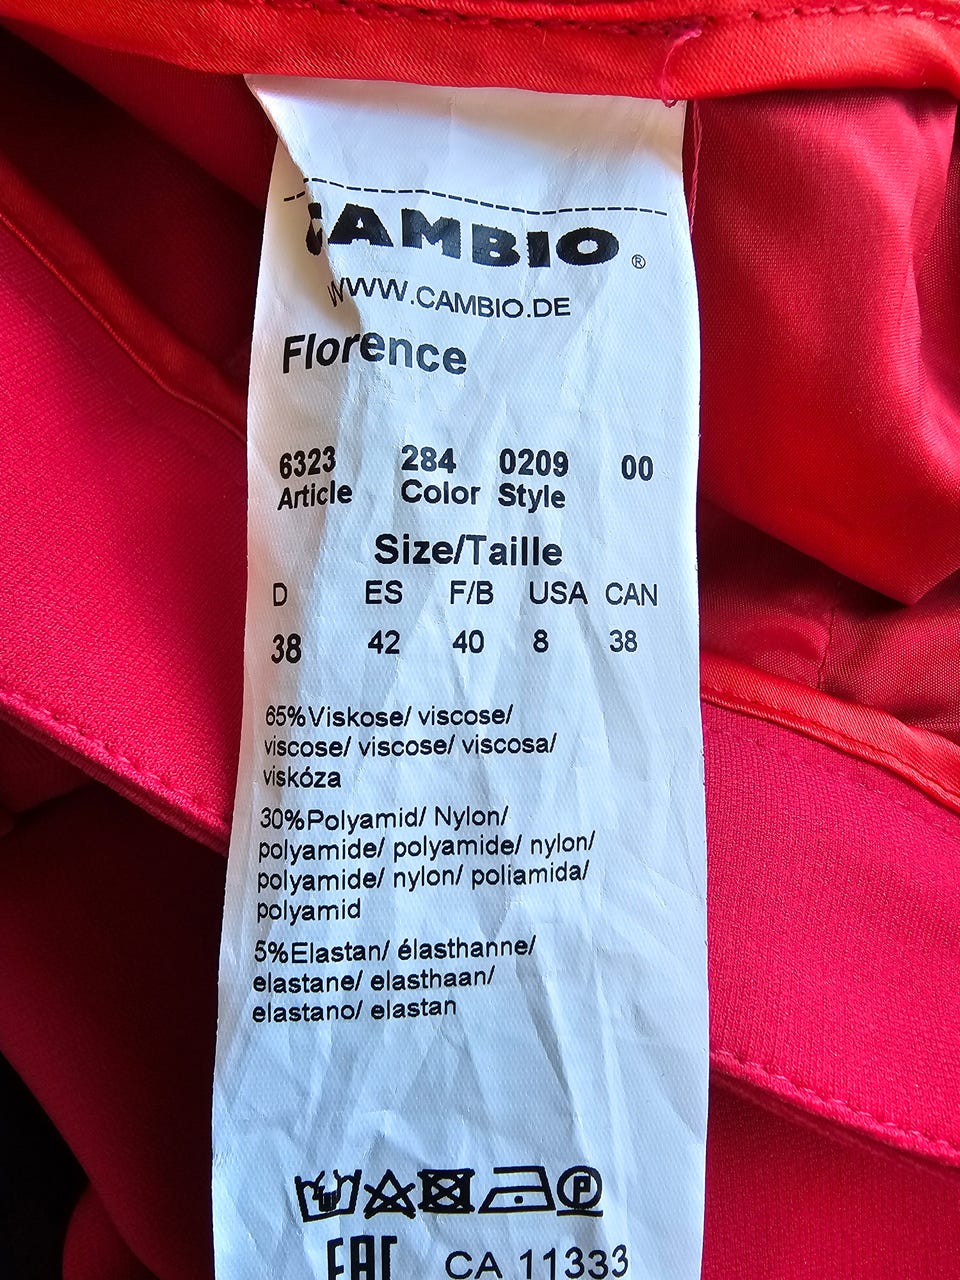 CAMBIO®
WWW.CAMBIO.DE
Florence
6323 284 0209 00
Article Color Style
Size/Taille
D ES F/B USA CAN
38 42 40 8 38
65%Viskose/ viscose/
viscose/ viscose/ viscosa/
viskóza
30%Polyamid/ Nylon/
polyamide/ polyamide/ nylon/
polyamide/ nylon/ poliamida/
polyamid
5%Elastan/ élasthanne/
elastane/ elasthaan/
elastano/ elastan
P
EAC CA 11333